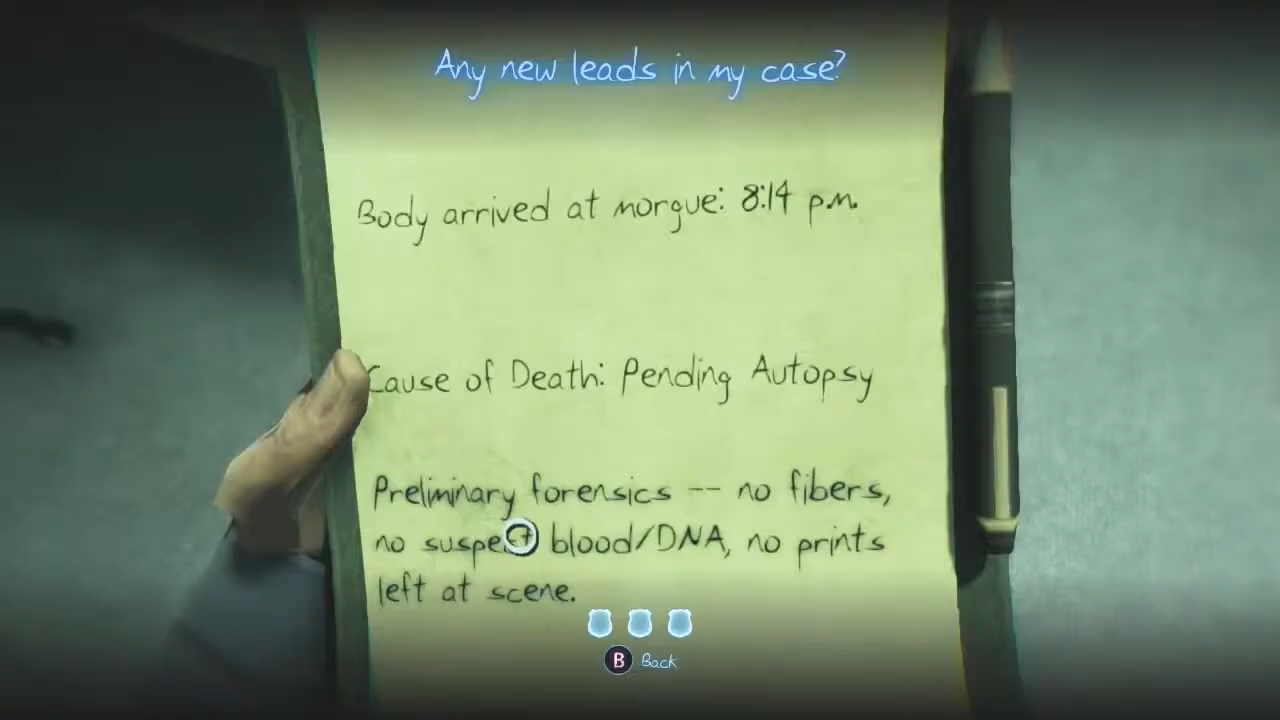 Any new leads in my case?
Body arrived at morgue: 8:14 p.m.
Cause of Death: Pending Autopsy
Preliminary forensics -- no fibers,
no suspect blood/DNA, no prints
left at scene.
B Back